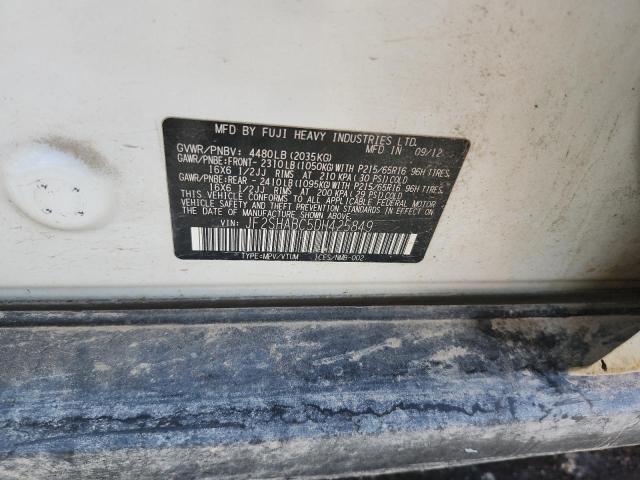 MFD BY FUJI HEAVY INDUSTRIES LTD.
GVWR/PNBV: 4480LB(2035KG) MFD IN 09/12
GAWR/PNBE:FRONT- 2310LB(1050KG)WITH P215/65R16 96H TIRES,
16X6 1/2JJ RIMS AT 210 KPA(30 PSI)COLD
GAWR/PNBE:REAR - 2410LB(1095KG)WITH P215/65R16 96H TIRES,
16X6 1/2JJ RIMS AT 200 KPA(29 PSI)COLD
THIS VEHICLE CONFORMS TO ALL APPLICABLE FEDERAL MOTOR
VEHICLE SAFETY AND THEFT PREVENTION STANDARDS IN EFFECT
ON THE DATE OF MANUFACTURE SHOWN ABOVE.
VIN: JF2SHABC5DH425849
TYPE:MPV/VTUM ICES/NMB-002